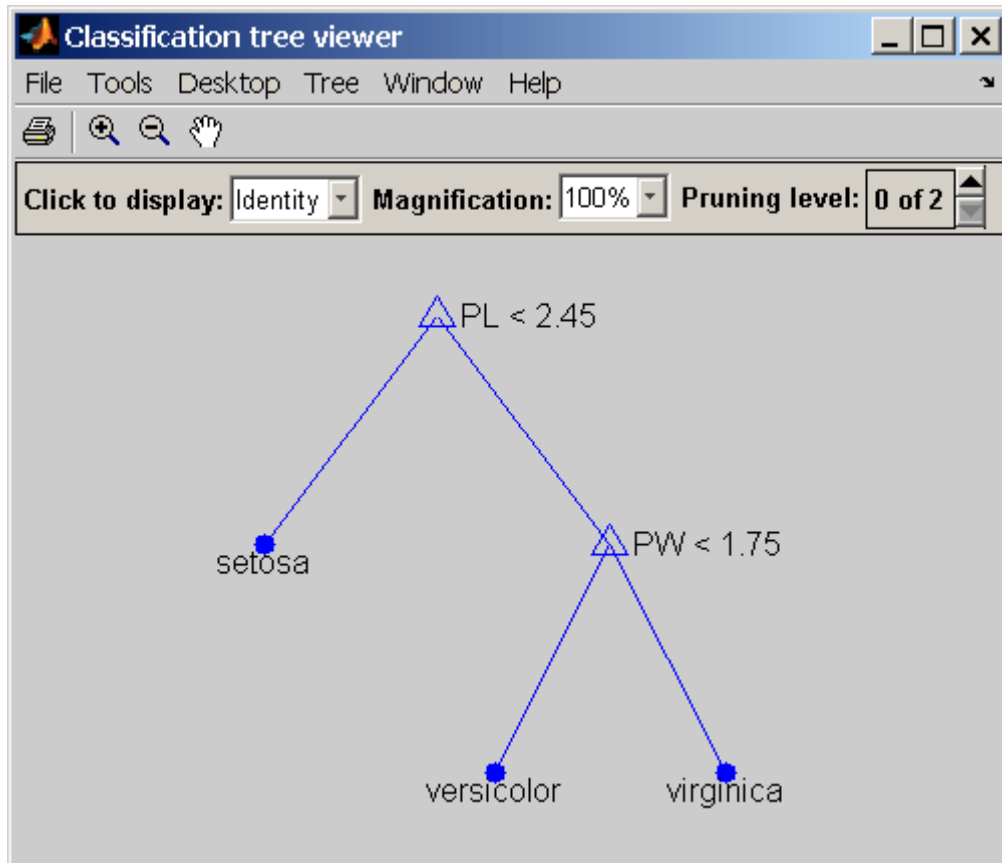 Classification tree viewer
File Tools Desktop Tree Window Help
Click to display: Identity Magnification: 100% Pruning level: 0 of 2
PL < 2.45
setosa
PW < 1.75
versicolor
virginica